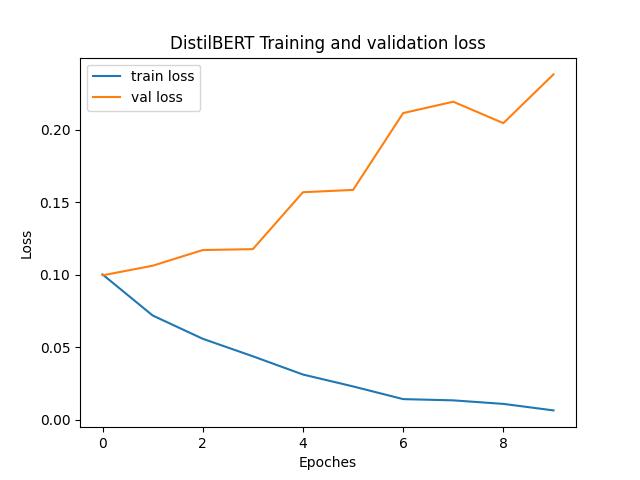 DistilBERT Training and validation loss
train loss
val loss
0.20
0.15
0.10
0.05
0.00
Loss
0 2 4 6 8
Epoches